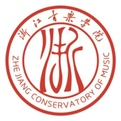 浙江音乐学院
ZHEJIANG CONSERVATORY OF MUSIC